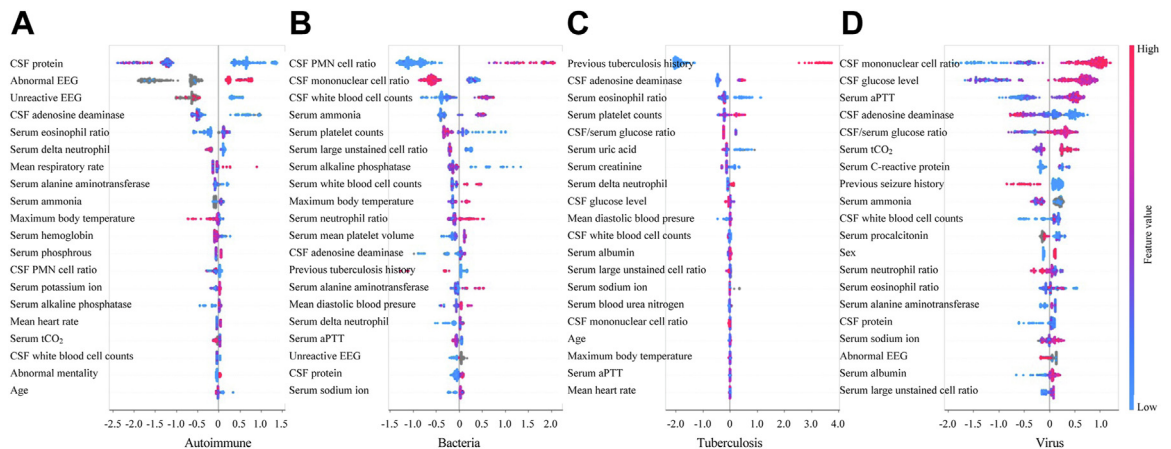 A
CSF protein
Abnormal EEG
Unreactive EEG
CSF adenosine deaminase
Serum eosinophil ratio
Serum delta neutrophil
Mean respiratory rate
Serum alanine aminotransferase
Serum ammonia
Maximum body temperature
Serum hemoglobin
Serum phosphrous
CSF PMN cell ratio
Serum potassium ion
Serum alkaline phosphatase
Mean heart rate
Serum tCO2
CSF white blood cell counts
Abnormal mentality
Age
-2.5 -2.0 -1.5 -1.0 -0.5 0 0.5 1.0 1.5
Autoimmune
B
CSF PMN cell ratio
CSF mononuclear cell ratio
CSF white blood cell counts
Serum ammonia
Serum platelet counts
Serum large unstained cell ratio
Serum alkaline phosphatase
Serum white blood cell counts
Maximum body temperature
Serum neutrophil ratio
Serum mean platelet volume
CSF adenosine deaminase
Previous tuberculosis history
Serum alanine aminotransferase
Mean diastolic blood presure
Serum delta neutrophil
Serum aPTT
Unreactive EEG
CSF protein
Serum sodium ion
-1.5 -1.0 -0.5 0 0.5 1.0 1.5 2.0
Bacteria
C
Previous tuberculosis history
CSF adenosine deaminase
Serum eosinophil ratio
Serum platelet counts
CSF/serum glucose ratio
Serum uric acid
Serum creatinine
Serum delta neutrophil
CSF glucose level
Mean diastolic blood presure
CSF white blood cell counts
Serum albumin
Serum large unstained cell ratio
Serum sodium ion
Serum blood urea nitrogen
CSF mononuclear cell ratio
Age
Maximum body temperature
Serum aPTT
Mean heart rate
-2.0 -1.0 0 1.0 2.0 3.0 4.0
Tuberculosis
D
CSF mononuclear cell ratio
CSF glucose level
Serum aPTT
CSF adenosine deaminase
CSF/serum glucose ratio
Serum tCO2
Serum C-reactive protein
Previous seizure history
Serum ammonia
CSF white blood cell counts
Serum procalcitonin
Sex
Serum neutrophil ratio
Serum eosinophil ratio
Serum alanine aminotransferase
CSF protein
Serum sodium ion
Abnormal EEG
Serum albumin
Serum large unstained cell ratio
-2.0 -1.5 -1.0 -0.5 0 0.5 1.0
Virus
High
Feature value
Low